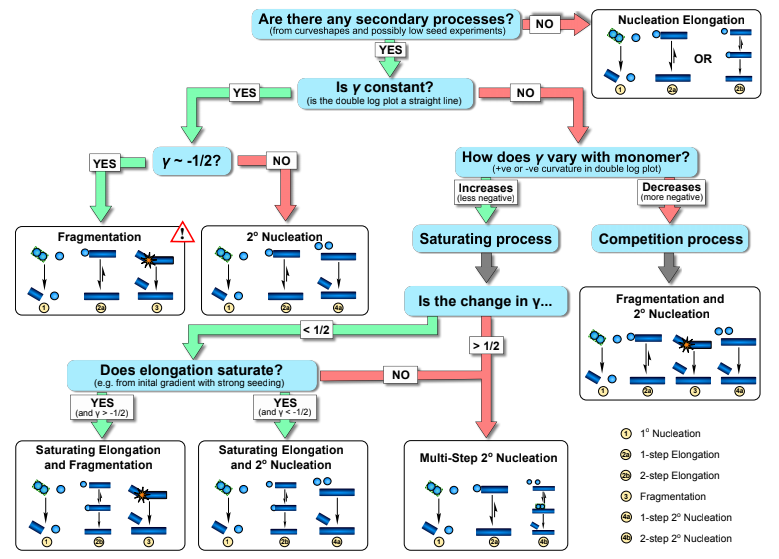 Are there any secondary processes?
(from curveshapes and possibly low seed experiments)
NO
Nucleation Elongation
OR
1
2a
2b
YES
Is γ constant?
(is the double log plot a straight line)
YES
NO
γ ~ -1/2?
YES
NO
How does γ vary with monomer?
(+ve or -ve curvature in double log plot)
Increases
(less negative)
Decreases
(more negative)
Fragmentation
!
1
2a
3
2° Nucleation
1
2a
4a
Saturating process
Competition process
Is the change in γ...
< 1/2
> 1/2
Fragmentation and
2° Nucleation
1
2a
3
4a
Does elongation saturate?
(e.g. from inital gradient with strong seeding)
NO
YES
(and γ > -1/2)
YES
(and γ < -1/2)
Saturating Elongation
and Fragmentation
1
2b
3
Saturating Elongation
and 2° Nucleation
1
2b
4a
Multi-Step 2° Nucleation
1
2a
4b
1 1° Nucleation
2a 1-step Elongation
2b 2-step Elongation
3 Fragmentation
4a 1-step 2° Nucleation
4b 2-step 2° Nucleation